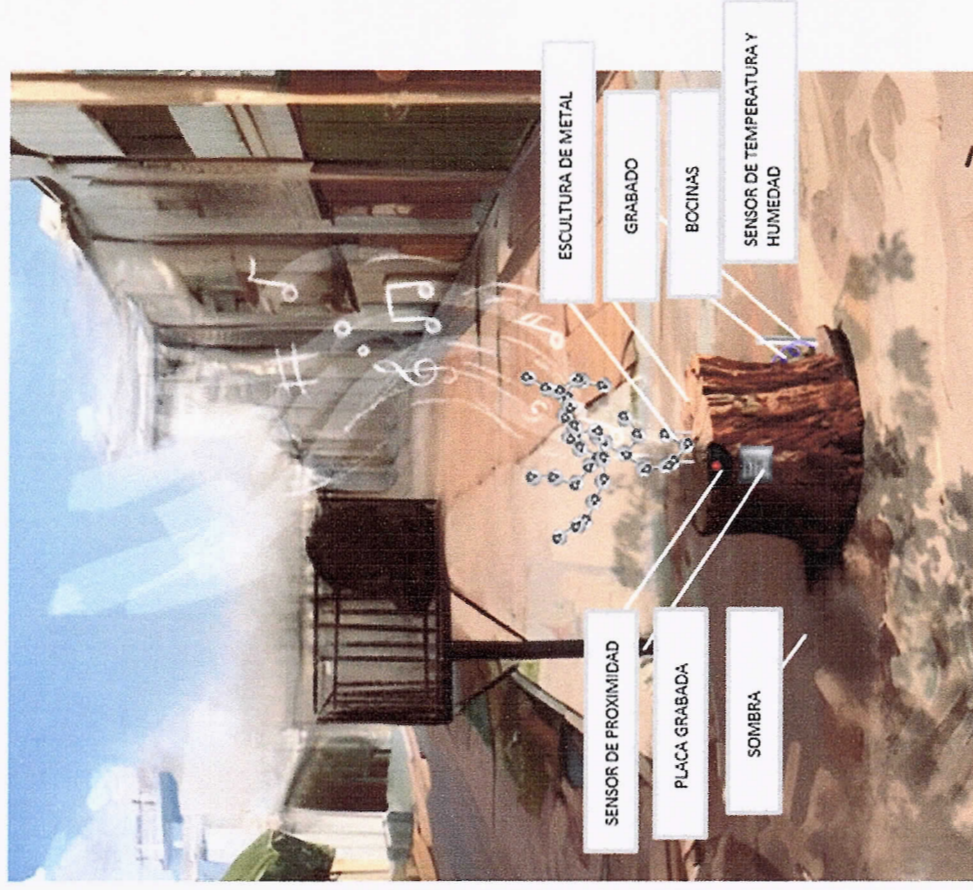 ESCULTURA DE METAL
GRABADO
BOCINAS
SENSOR DE TEMPERATURA Y
HUMEDAD
SENSOR DE PROXIMIDAD
PLACA GRABADA
SOMBRA